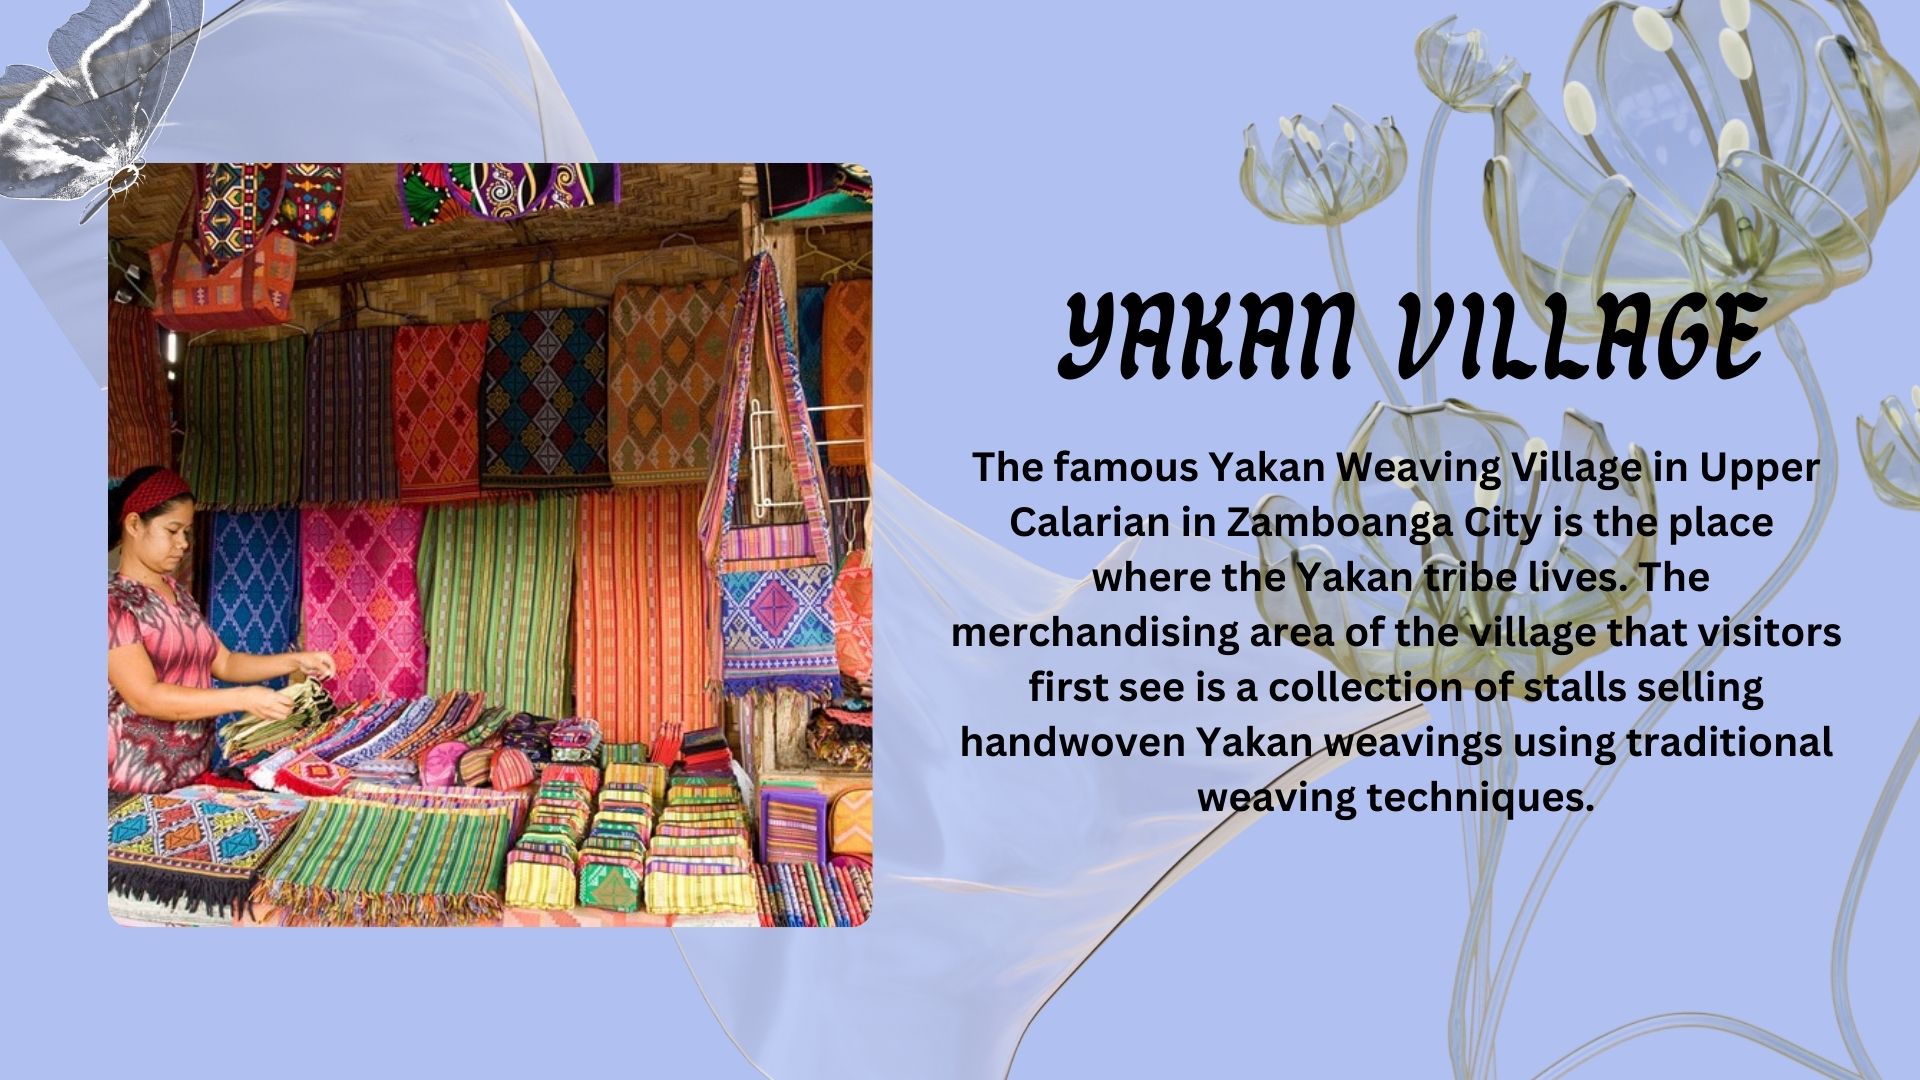 YAKAN VILLAGE
The famous Yakan Weaving Village in Upper
Calarian in Zamboanga City is the place
where the Yakan tribe lives. The
merchandising area of the village that visitors
first see is a collection of stalls selling
handwoven Yakan weavings using traditional
weaving techniques.